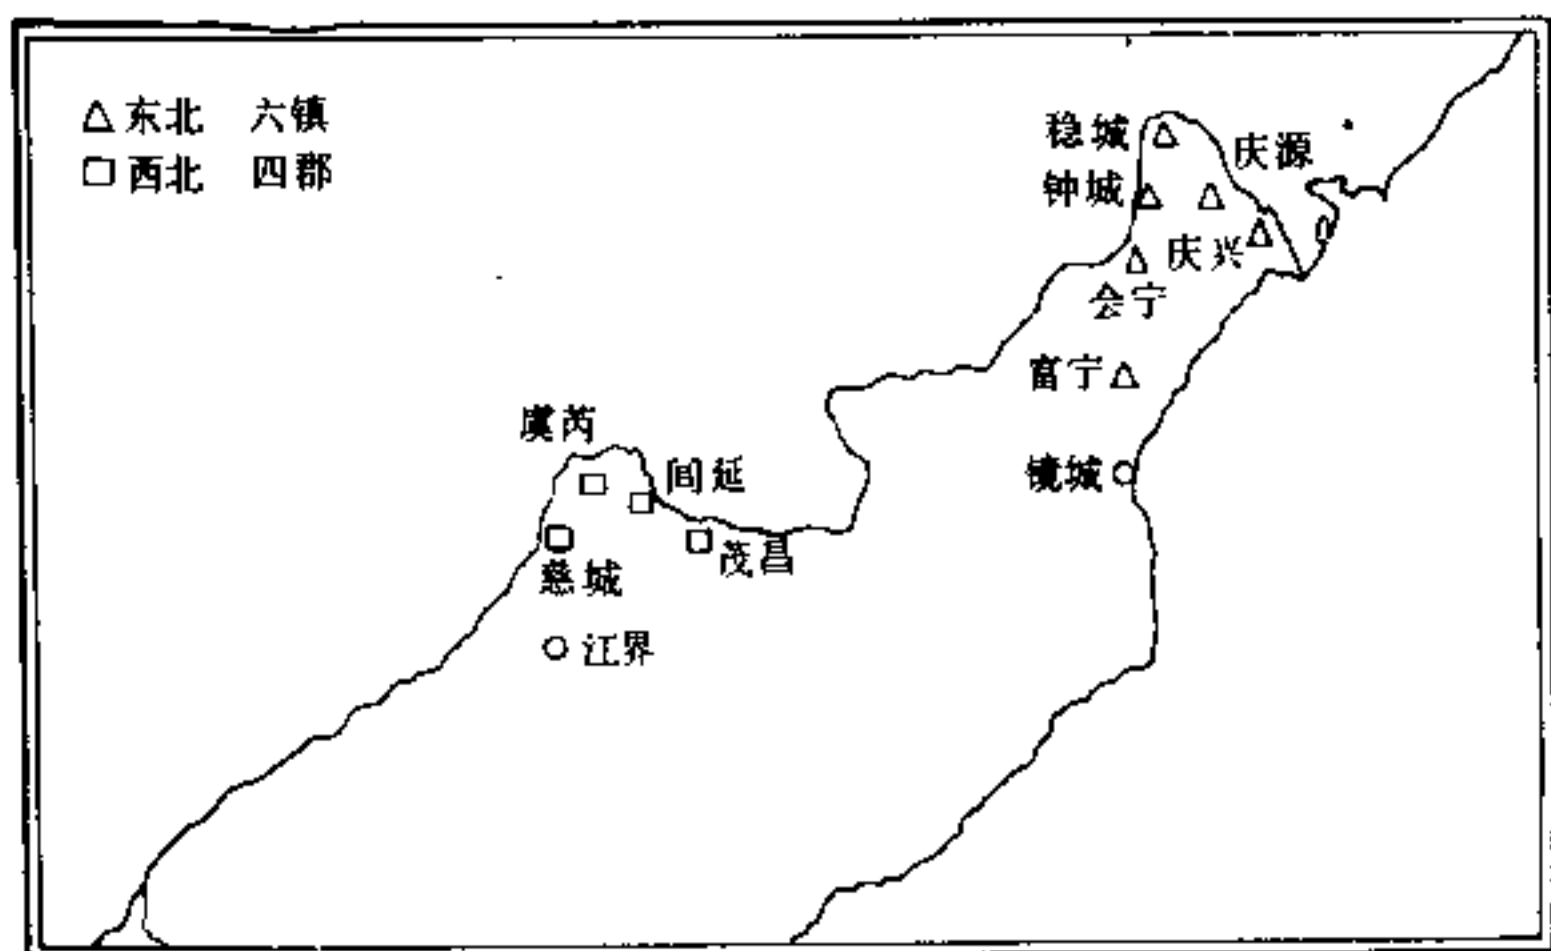 △东北 六镇
□西北 四郡
稳城
庆源
钟城
庆兴
会宁
富宁
镜城
虞芮
闾延
茂昌
慈城
江界